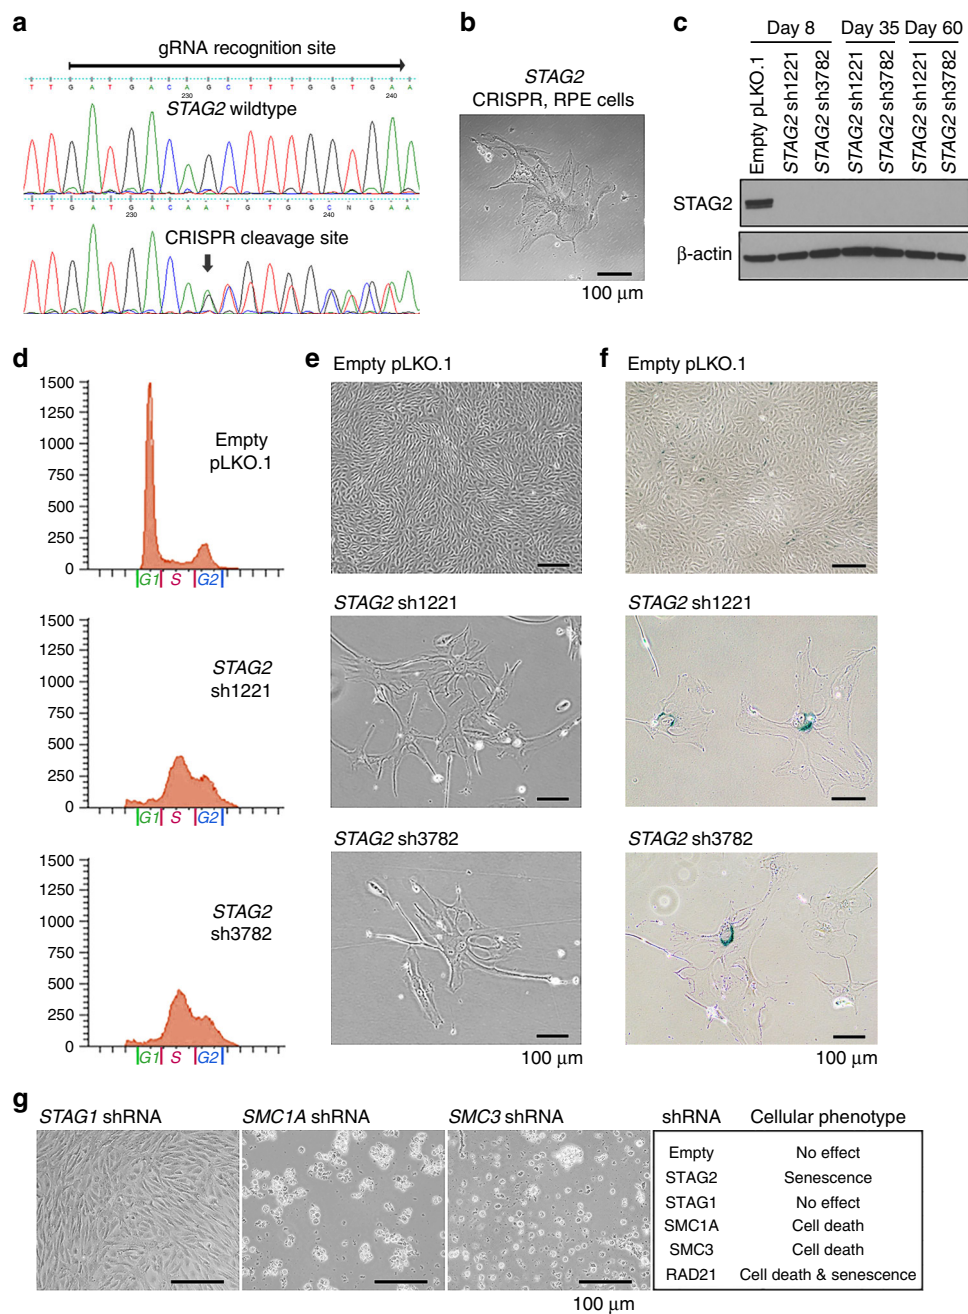 a
gRNA recognition site
T T G A T G A C A G C T T T G G T G A A
230
240
STAG2 wildtype
T T G A T G A C A A T G T G G C N G A A
230
240
CRISPR cleavage site
b
STAG2
CRISPR, RPE cells
100 µm
c
Day 8
Day 35
Day 60
Empty pLKO.1
STAG2 sh1221
STAG2 sh3782
STAG2 sh1221
STAG2 sh3782
STAG2 sh1221
STAG2 sh3782
STAG2
β-actin
d
1500
1250
1000
750
500
250
0
Empty
pLKO.1
G1 S G2
1500
1250
1000
750
500
250
0
STAG2
sh1221
G1 S G2
1500
1250
1000
750
500
250
0
STAG2
sh3782
G1 S G2
e
Empty pLKO.1
STAG2 sh1221
STAG2 sh3782
100 µm
f
Empty pLKO.1
STAG2 sh1221
STAG2 sh3782
100 µm
g
STAG1 shRNA
SMC1A shRNA
SMC3 shRNA
100 µm
shRNA Cellular phenotype
Empty No effect
STAG2 Senescence
STAG1 No effect
SMC1A Cell death
SMC3 Cell death
RAD21 Cell death & senescence